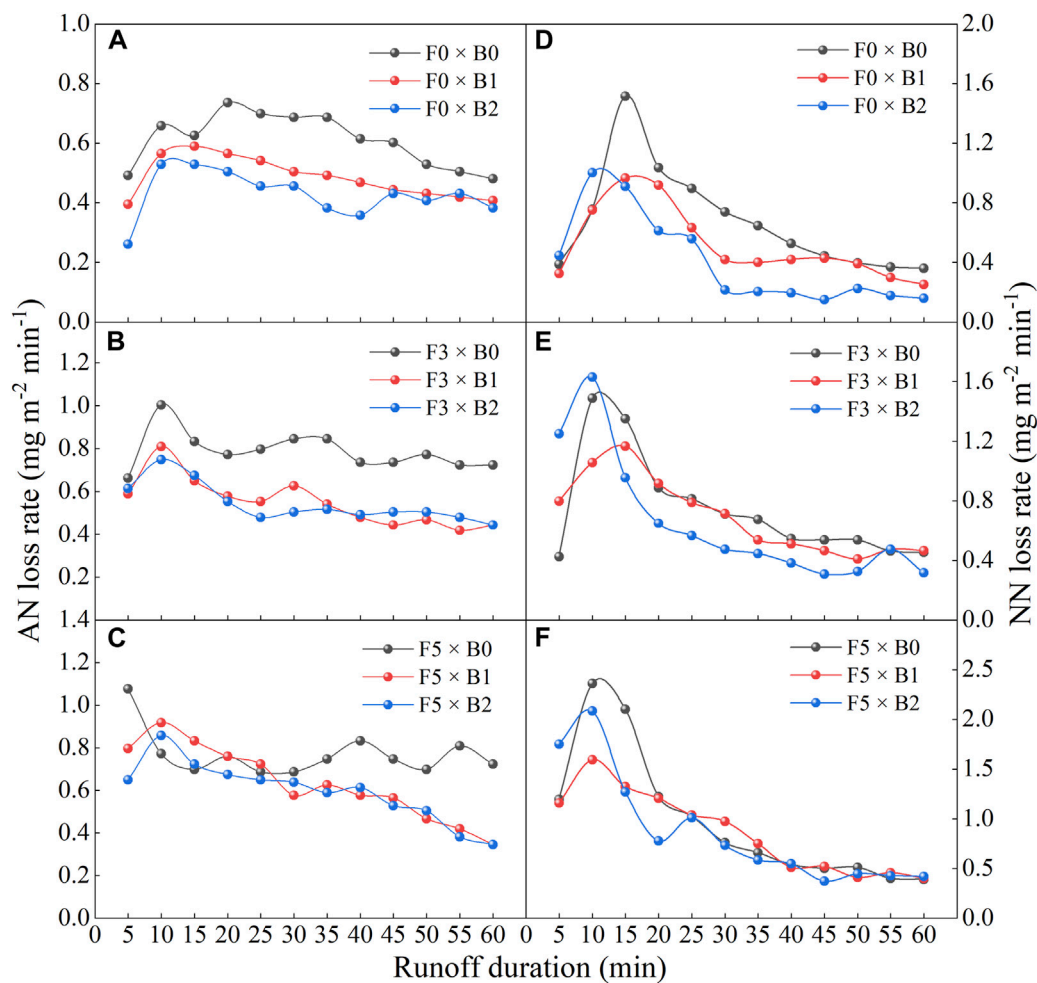 A
F0 × B0
F0 × B1
F0 × B2
1.0
0.8
0.6
0.4
0.2
0.0
D
F0 × B0
F0 × B1
F0 × B2
2.0
1.6
1.2
0.8
0.4
0.0
B
F3 × B0
F3 × B1
F3 × B2
1.2
1.0
0.8
0.6
0.4
0.2
E
F3 × B0
F3 × B1
F3 × B2
1.6
1.2
0.8
0.4
0.0
C
F5 × B0
F5 × B1
F5 × B2
1.4
1.2
1.0
0.8
0.6
0.4
0.2
0.0
F
F5 × B0
F5 × B1
F5 × B2
2.5
2.0
1.5
1.0
0.5
0.0
0 5 10 15 20 25 30 35 40 45 50 55 60
0 5 10 15 20 25 30 35 40 45 50 55 60
AN loss rate (mg m⁻² min⁻¹)
NN loss rate (mg m⁻² min⁻¹)
Runoff duration (min)